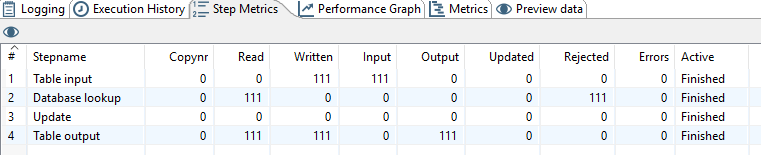 Logging Execution History Step Metrics Performance Graph Metrics Preview data
# Stepname Copynr Read Written Input Output Updated Rejected Errors Active
1 Table input 0 0 111 111 0 0 0 0 Finished
2 Database lookup 0 111 0 0 0 0 111 0 Finished
3 Update 0 0 0 0 0 0 0 0 Finished
4 Table output 0 111 111 0 111 0 0 0 Finished